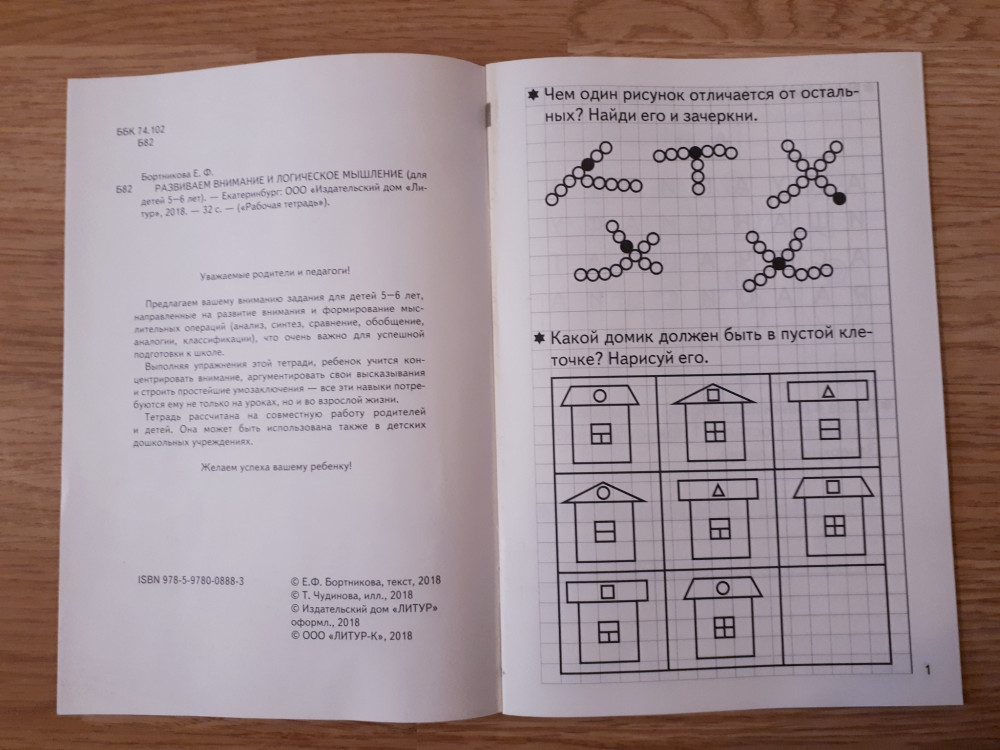 ББК 74.102
Б82
Бортникова Е. Ф.
Б82 РАЗВИВАЕМ ВНИМАНИЕ И ЛОГИЧЕСКОЕ МЫШЛЕНИЕ (для
детей 5—6 лет). — Екатеринбург: ООО «Издательский дом «Ли-
тур», 2018. — 32 с. — («Рабочая тетрадь»).
Уважаемые родители и педагоги!
Предлагаем вашему вниманию задания для детей 5—6 лет,
направленные на развитие внимания и формирование мыс-
лительных операций (анализ, синтез, сравнение, обобщение,
аналогии, классификации), что очень важно для успешной
подготовки к школе.
Выполняя упражнения этой тетради, ребенок учится кон-
центрировать внимание, аргументировать свои высказывания
и строить простейшие умозаключения — все эти навыки потре-
буются ему не только на уроках, но и во взрослой жизни.
Тетрадь рассчитана на совместную работу родителей
и детей. Она может быть использована также в детских
дошкольных учреждениях.
Желаем успеха вашему ребенку!
ISBN 978-5-9780-0888-3
© Е.Ф. Бортникова, текст, 2018
© Т. Чудинова, илл., 2018
© Издательский дом «ЛИТУР»
оформл., 2018
© ООО «ЛИТУР-К», 2018
Чем один рисунок отличается от осталь-
ных? Найди его и зачеркни.
Какой домик должен быть в пустой кле-
точке? Нарисуй его.
1